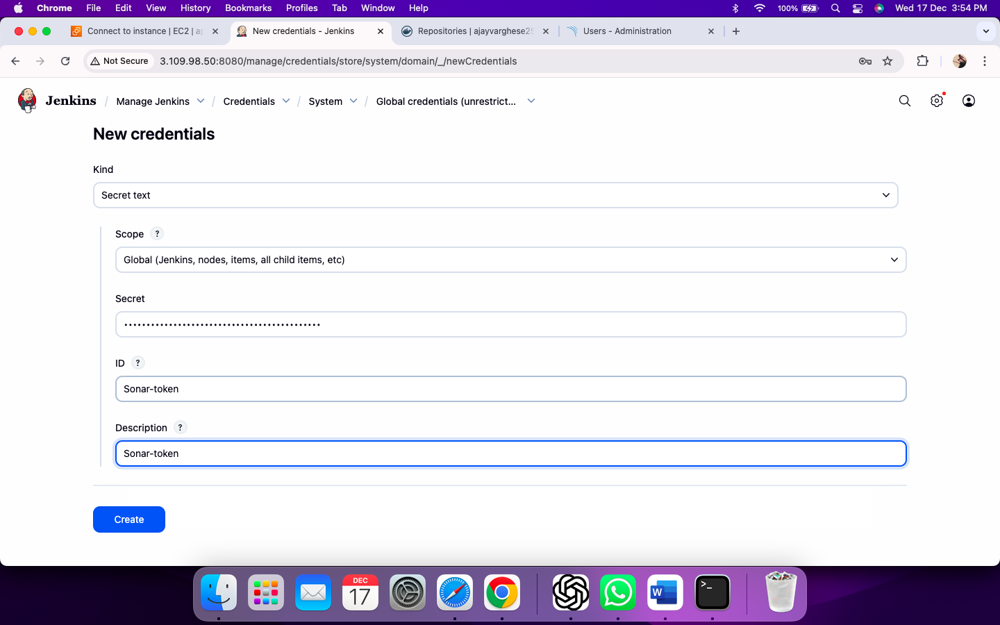 Chrome File Edit View History Bookmarks Profiles Tab Window Help 100% Wed 17 Dec 3:54 PM
Connect to instance | EC2 | New credentials - Jenkins Repositories | ajayvarghese2 Users - Administration
Not Secure 3.109.98.50:8080/manage/credentials/store/system/domain/_/newCredentials
Jenkins / Manage Jenkins / Credentials / System / Global credentials (unrestrict...
New credentials
Kind
Secret text
Scope ?
Global (Jenkins, nodes, items, all child items, etc)
Secret
••••••••••••••••••••••••••••••••••••••••••••
ID ?
Sonar-token
Description ?
Sonar-token
Create
DEC
17
W
>_